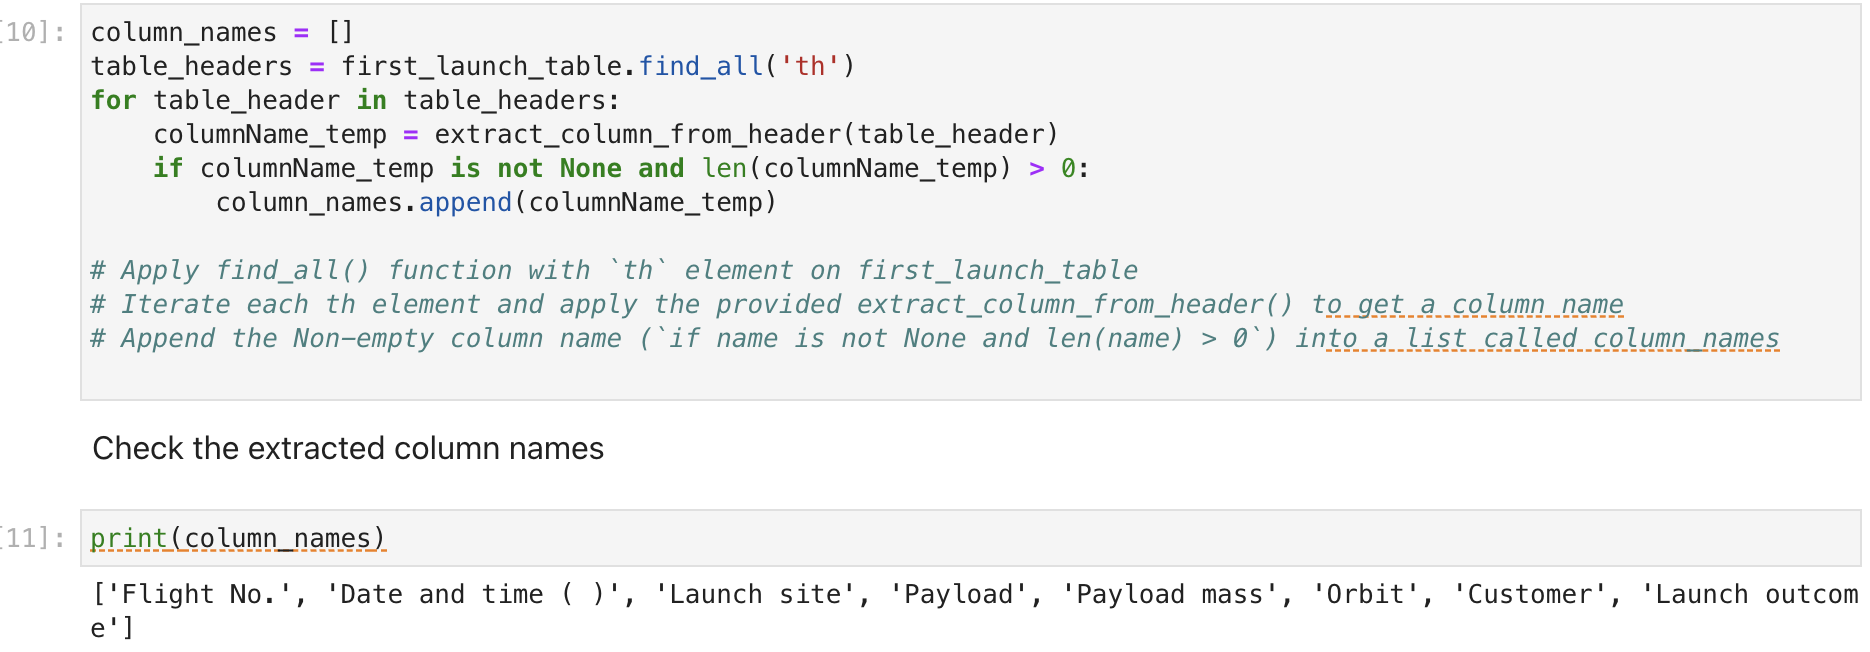 [10]:
column_names = []
table_headers = first_launch_table.find_all('th')
for table_header in table_headers:
    columnName_temp = extract_column_from_header(table_header)
    if columnName_temp is not None and len(columnName_temp) > 0:
        column_names.append(columnName_temp)

# Apply find_all() function with `th` element on first_launch_table
# Iterate each th element and apply the provided extract_column_from_header() to get a column name
# Append the Non-empty column name (`if name is not None and len(name) > 0`) into a list called column_names
Check the extracted column names
[11]:
print(column_names)
['Flight No.', 'Date and time ( )', 'Launch site', 'Payload', 'Payload mass', 'Orbit', 'Customer', 'Launch outcom
e']